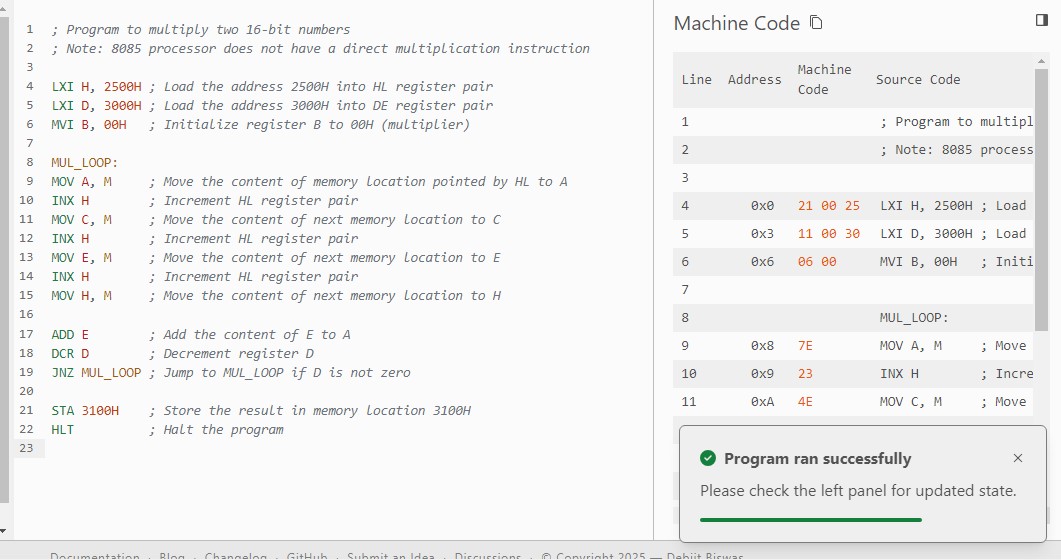 1 ; Program to multiply two 16-bit numbers
2 ; Note: 8085 processor does not have a direct multiplication instruction
3
4 LXI H, 2500H ; Load the address 2500H into HL register pair
5 LXI D, 3000H ; Load the address 3000H into DE register pair
6 MVI B, 00H ; Initialize register B to 00H (multiplier)
7
8 MUL_LOOP:
9 MOV A, M ; Move the content of memory location pointed by HL to A
10 INX H ; Increment HL register pair
11 MOV C, M ; Move the content of next memory location to C
12 INX H ; Increment HL register pair
13 MOV E, M ; Move the content of next memory location to E
14 INX H ; Increment HL register pair
15 MOV H, M ; Move the content of next memory location to H
16
17 ADD E ; Add the content of E to A
18 DCR D ; Decrement register D
19 JNZ MUL_LOOP ; Jump to MUL_LOOP if D is not zero
20
21 STA 3100H ; Store the result in memory location 3100H
22 HLT ; Halt the program
23
Machine Code
Line Address Machine Code Source Code
1 ; Program to multipl
2 ; Note: 8085 process
3
4 0x0 21 00 25 LXI H, 2500H ; Load
5 0x3 11 00 30 LXI D, 3000H ; Load
6 0x6 06 00 MVI B, 00H ; Initi
7
8 MUL_LOOP:
9 0x8 7E MOV A, M ; Move
10 0x9 23 INX H ; Incre
11 0xA 4E MOV C, M ; Move
Program ran successfully
Please check the left panel for updated state.
Documentation · Blog · Changelog · GitHub · Submit an Idea · Discussions · © Copyright 2025 — Debjit Biswas